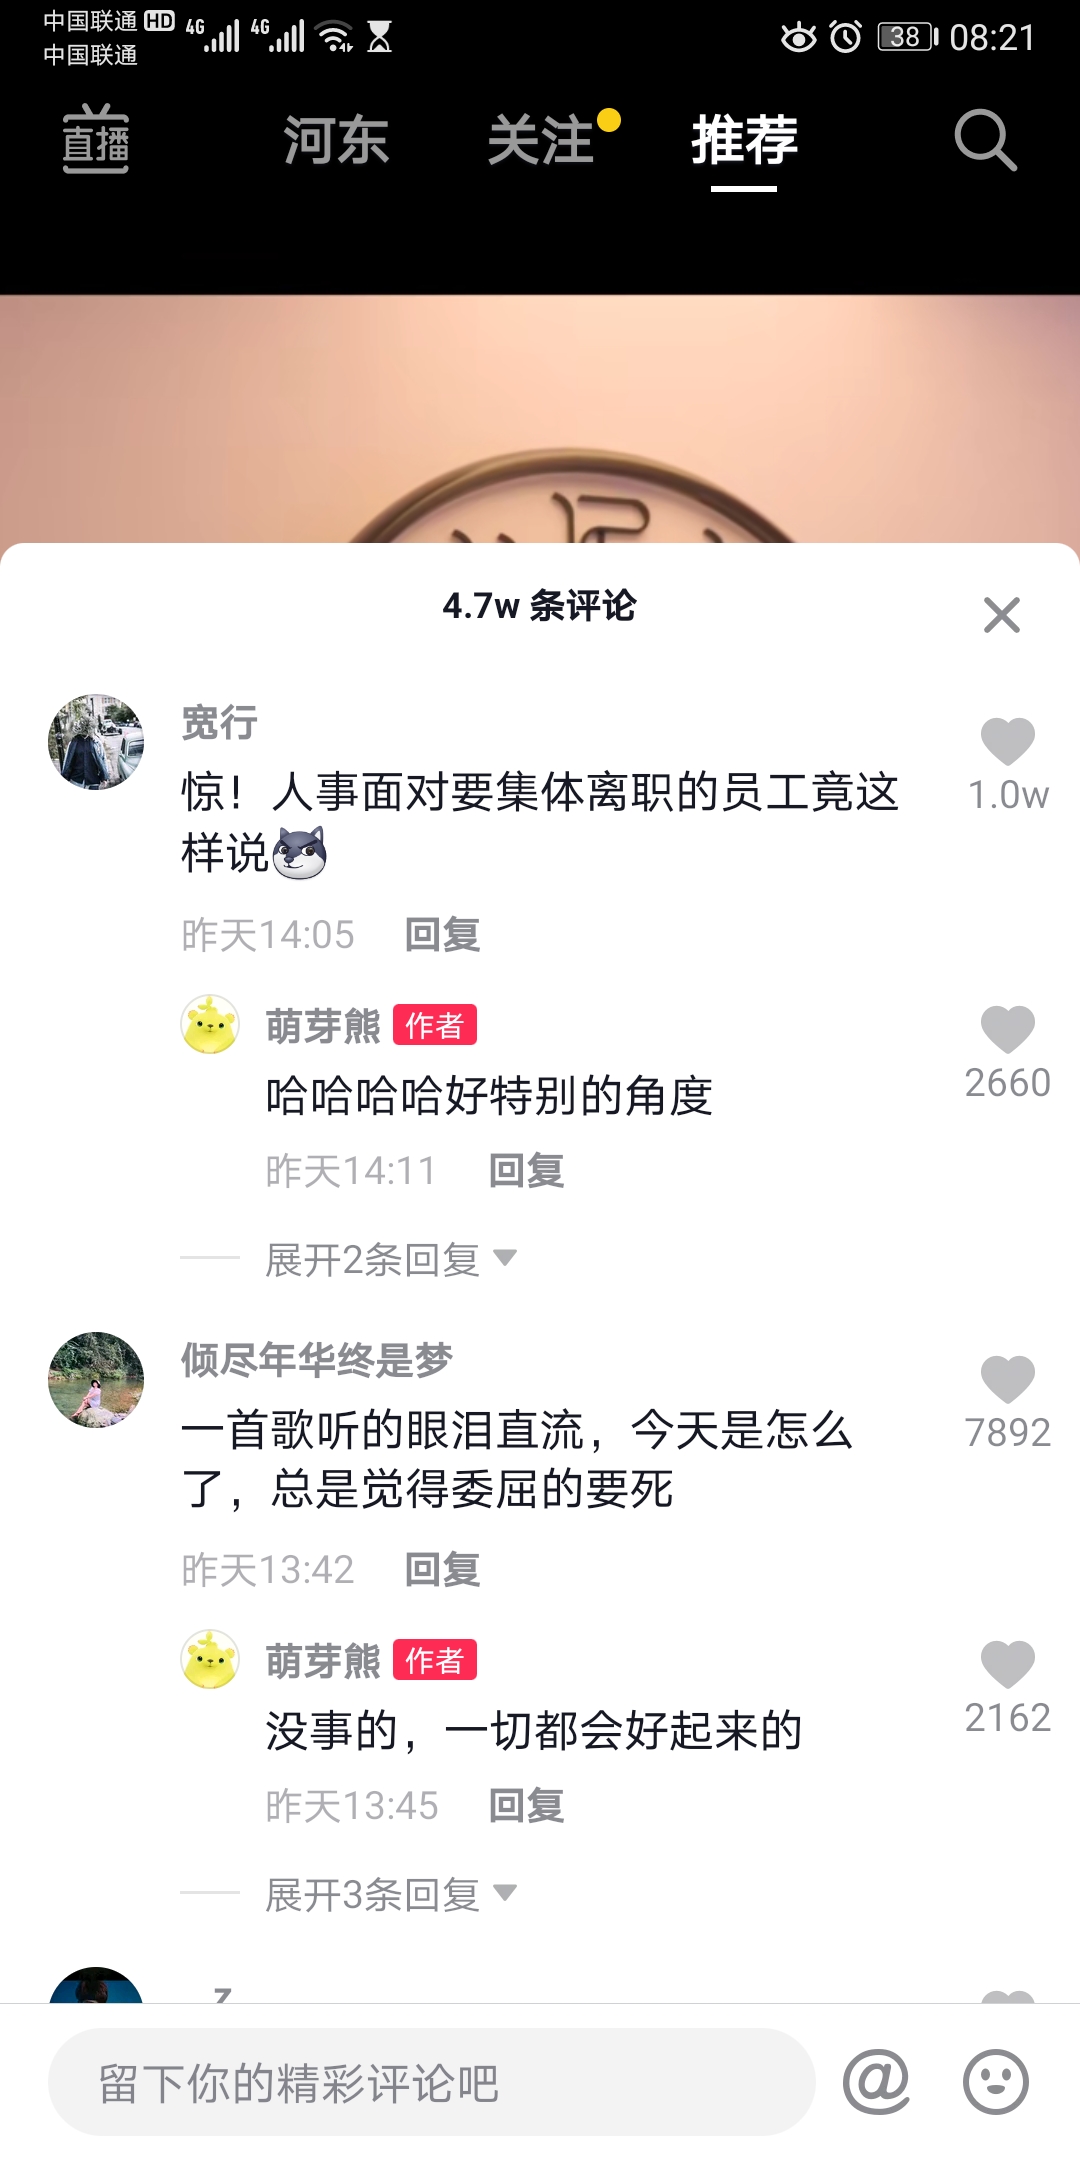 中国联通 HD 4G 4G 38 08:21
中国联通
直播 河东 关注 推荐
4.7w 条评论
宽行
惊！人事面对要集体离职的员工竟这
样说
1.0w
昨天14:05 回复
萌芽熊 作者
哈哈哈哈好特别的角度
2660
昨天14:11 回复
展开2条回复
倾尽年华终是梦
一首歌听的眼泪直流，今天是怎么
了，总是觉得委屈的要死
7892
昨天13:42 回复
萌芽熊 作者
没事的，一切都会好起来的
2162
昨天13:45 回复
展开3条回复
留下你的精彩评论吧 @